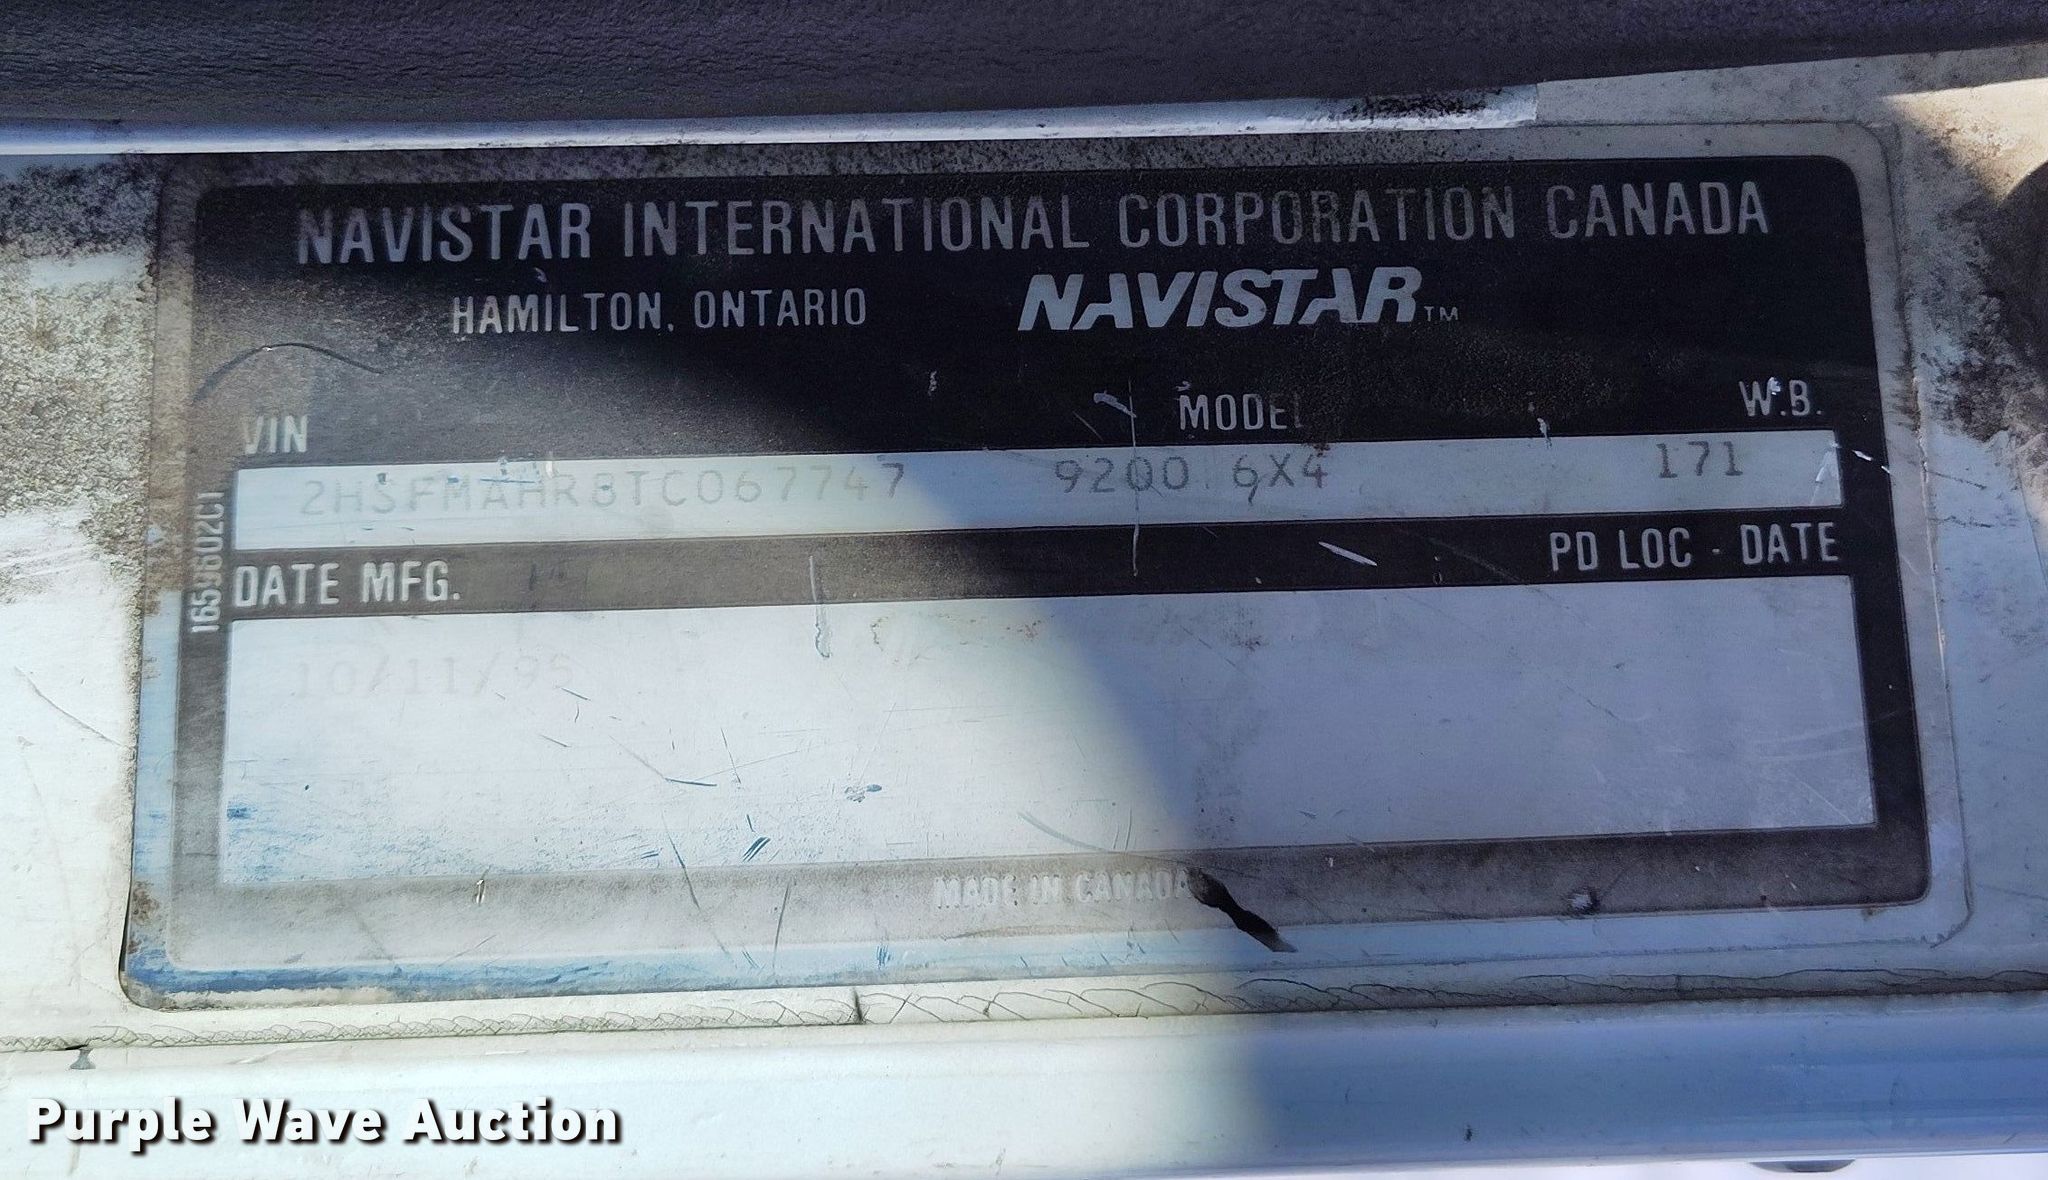 NAVISTAR INTERNATIONAL CORPORATION CANADA
HAMILTON, ONTARIO NAVISTAR™
VIN MODEL W.B.
2HSFMAHR8TC067747 9200 6X4 171
1659602C1
DATE MFG. PD LOC - DATE
10/11/95
MADE IN CANADA
Purple Wave Auction